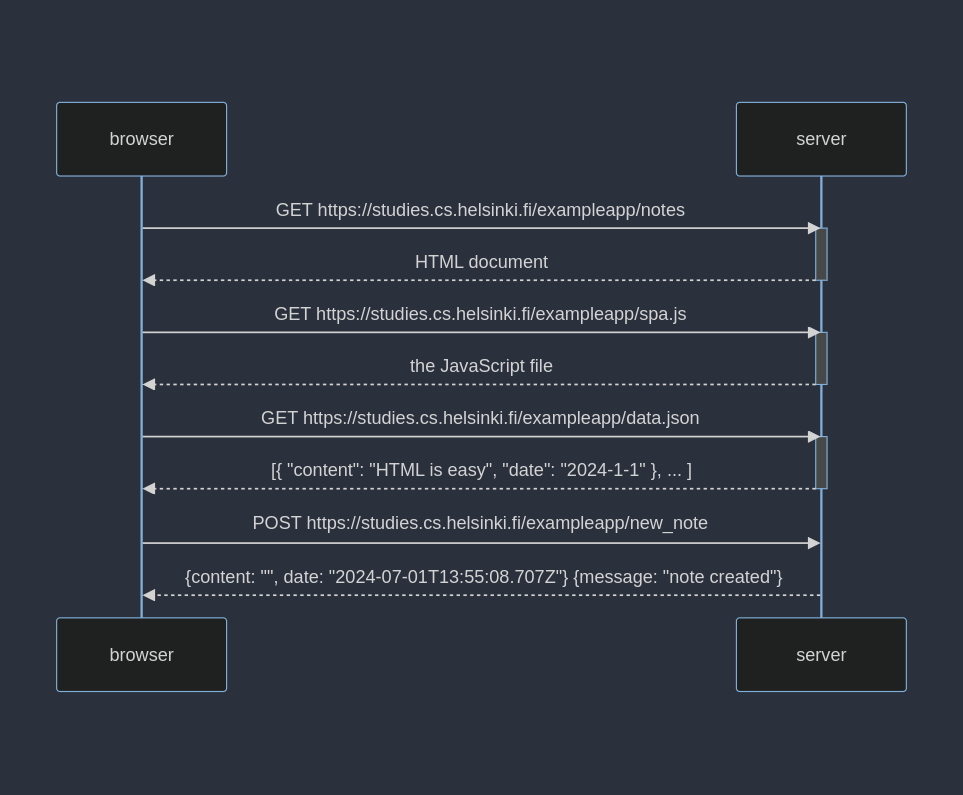 browser
server
GET https://studies.cs.helsinki.fi/exampleapp/notes
HTML document
GET https://studies.cs.helsinki.fi/exampleapp/spa.js
the JavaScript file
GET https://studies.cs.helsinki.fi/exampleapp/data.json
[{ "content": "HTML is easy", "date": "2024-1-1" }, ... ]
POST https://studies.cs.helsinki.fi/exampleapp/new_note
{content: "", date: "2024-07-01T13:55:08.707Z"} {message: "note created"}
browser
server